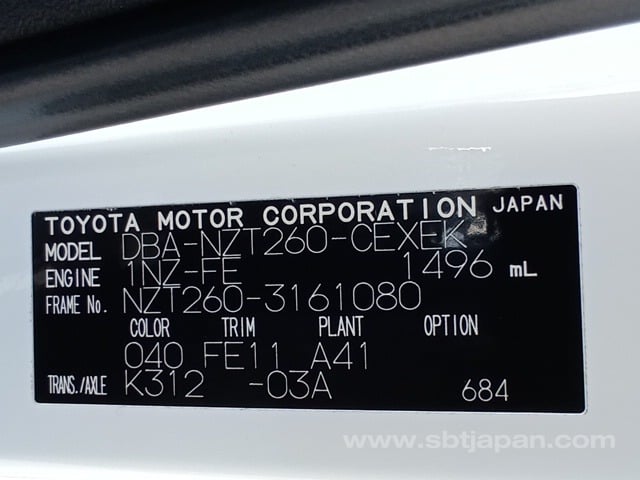 TOYOTA MOTOR CORPORATION JAPAN
MODEL DBA-NZT260-CEXEK
ENGINE 1NZ-FE 1496 mL
FRAME No. NZT260-3161080
COLOR TRIM PLANT OPTION
040 FE11 A41
TRANS./AXLE K312 -03A 684
www.sbtjapan.com